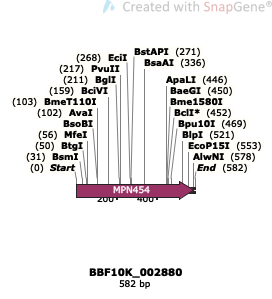 Created with SnapGene®
(268) EciI
BstAPI (271)
(217) PvuII
BsaAI (336)
(211) BglI
ApaLI (446)
(159) BciVI
BaeGI (450)
(103) BmeT110I
Bme1580I
(102) AvaI
BclI* (452)
BsoBI
Bpu10I (469)
(56) MfeI
BlpI (521)
(50) BtgI
EcoP15I (553)
(31) BsmI
AlwNI (578)
(0) Start
End (582)
MPN454
200 400
BBF10K_002880
582 bp